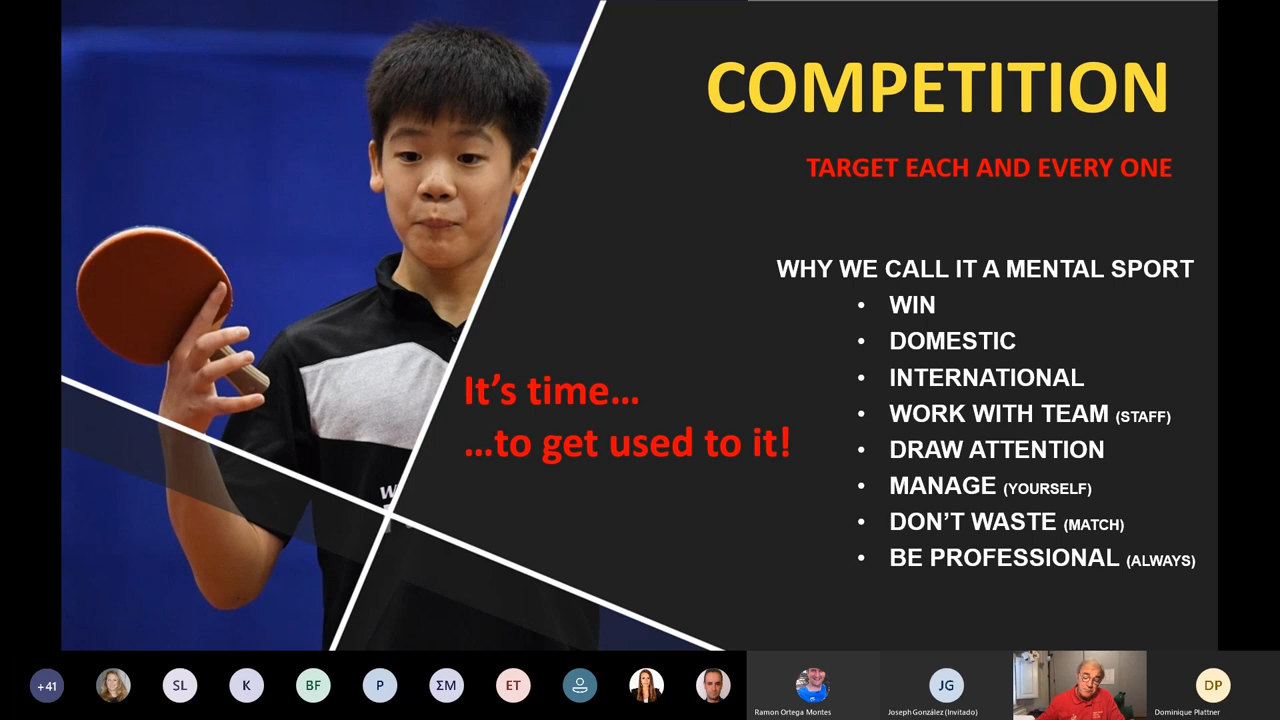 COMPETITION
TARGET EACH AND EVERY ONE
WHY WE CALL IT A MENTAL SPORT
• WIN
• DOMESTIC
• INTERNATIONAL
• WORK WITH TEAM (STAFF)
• DRAW ATTENTION
• MANAGE (YOURSELF)
• DON’T WASTE (MATCH)
• BE PROFESSIONAL (ALWAYS)
It’s time...
...to get used to it!
+41
SL
K
BF
P
ΣM
ET
JG
DP
Ramon Ortega Montes
Joseph González (Invitado)
Dominique Plattner